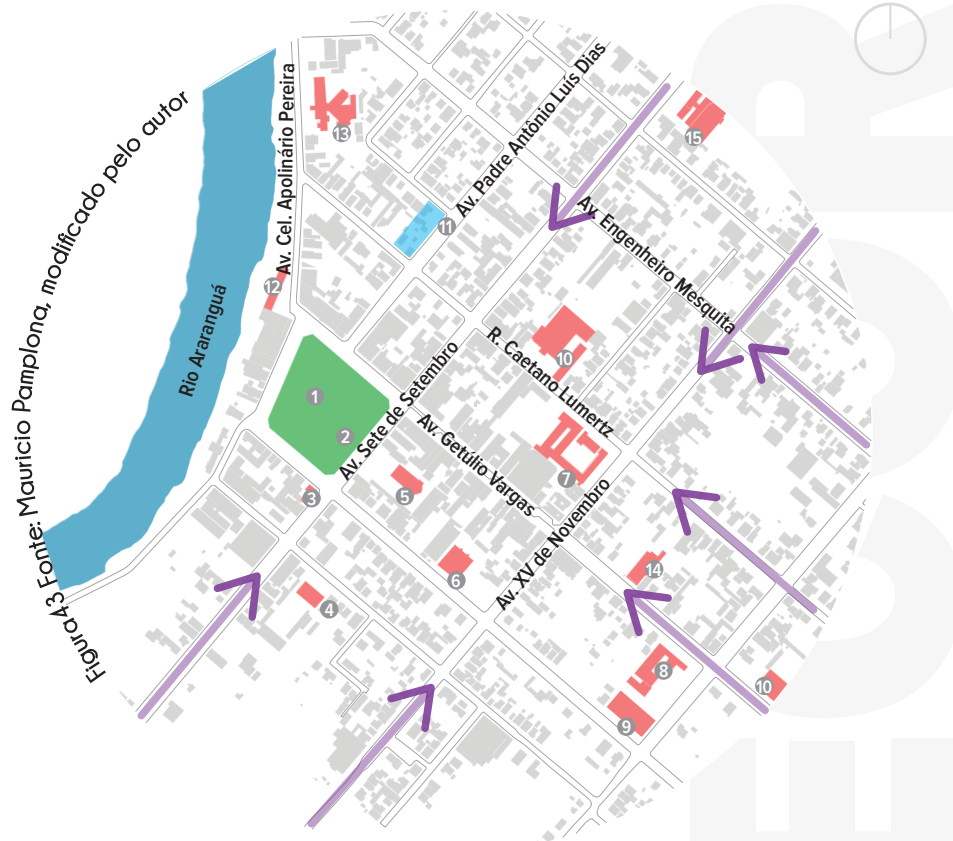 Figura 43 Fonte: Mauricio Pamplona, modificado pelo autor
Rio Araranguá
Av. Cel. Apolinário Pereira
Av. Padre Antônio Luís Dias
Av. Engenheiro Mesquita
R. Caetano Lumertz
Av. Sete de Setembro
Av. Getúlio Vargas
Av. XV de Novembro
13
15
11
12
10
1
2
3
5
7
6
4
14
8
10
9